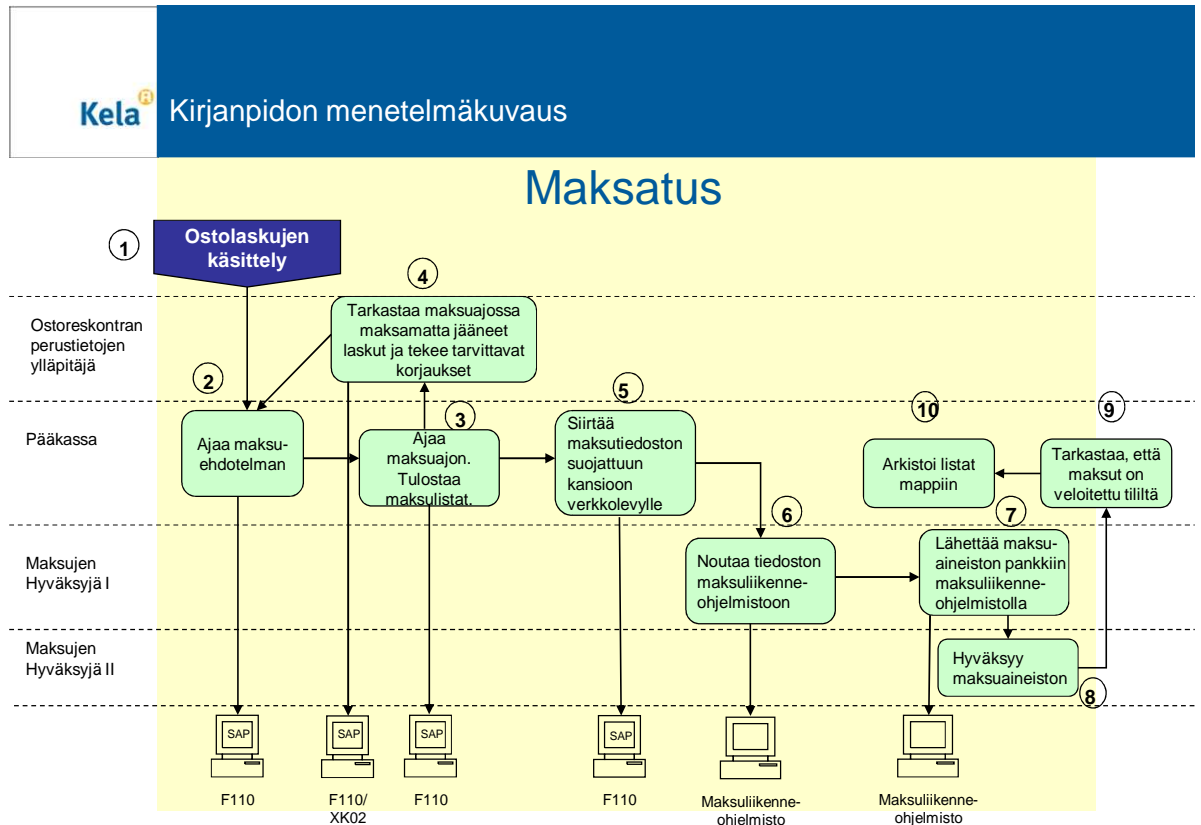 Kela
Kirjanpidon menetelmäkuvaus
Maksatus
1
Ostolaskujen
käsittely
4
Ostoreskontran
perustietojen
ylläpitäjä
Tarkastaa maksuajossa
maksamatta jääneet
laskut ja tekee tarvittavat
korjaukset
2
5
10
9
Pääkassa
Ajaa maksu-
ehdotelman
3
Ajaa
maksuajon.
Tulostaa
maksulistat.
Siirtää
maksutiedoston
suojattuun
kansioon
verkkolevylle
Arkistoi listat
mappiin
Tarkastaa, että
maksut on
veloitettu tililtä
6
7
Maksujen
Hyväksyjä I
Noutaa tiedoston
maksuliikenne-
ohjelmistoon
Lähettää maksu-
aineiston pankkiin
maksuliikenne-
ohjelmistolla
Maksujen
Hyväksyjä II
Hyväksyy
maksuaineiston
8
SAP
SAP
SAP
SAP
F110
F110/
XK02
F110
F110
Maksuliikenne-
ohjelmisto
Maksuliikenne-
ohjelmisto